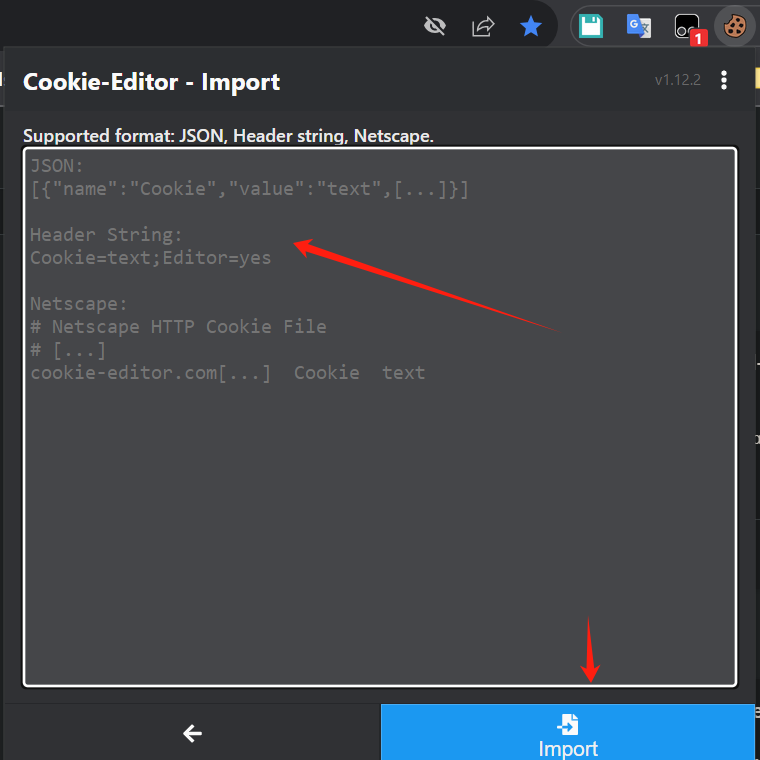 1
Cookie-Editor - Import
v1.12.2
Supported format: JSON, Header string, Netscape.
JSON:
[{"name":"Cookie","value":"text",[...]}]
Header String:
Cookie=text;Editor=yes
Netscape:
# Netscape HTTP Cookie File
# [...]
cookie-editor.com[...]  Cookie  text
Import